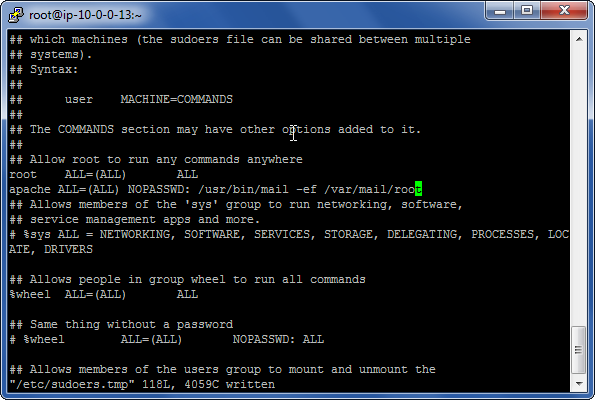 root@ip-10-0-0-13:~
## which machines (the sudoers file can be shared between multiple
## systems).
## Syntax:
##
##      user    MACHINE=COMMANDS
##
## The COMMANDS section may have other options added to it.
##
## Allow root to run any commands anywhere
root    ALL=(ALL)       ALL
apache ALL=(ALL) NOPASSWD: /usr/bin/mail -ef /var/mail/root
## Allows members of the 'sys' group to run networking, software,
## service management apps and more.
# %sys ALL = NETWORKING, SOFTWARE, SERVICES, STORAGE, DELEGATING, PROCESSES, LOC
ATE, DRIVERS
## Allows people in group wheel to run all commands
%wheel  ALL=(ALL)       ALL
## Same thing without a password
# %wheel        ALL=(ALL)       NOPASSWD: ALL
## Allows members of the users group to mount and unmount the
"/etc/sudoers.tmp" 118L, 4059C written